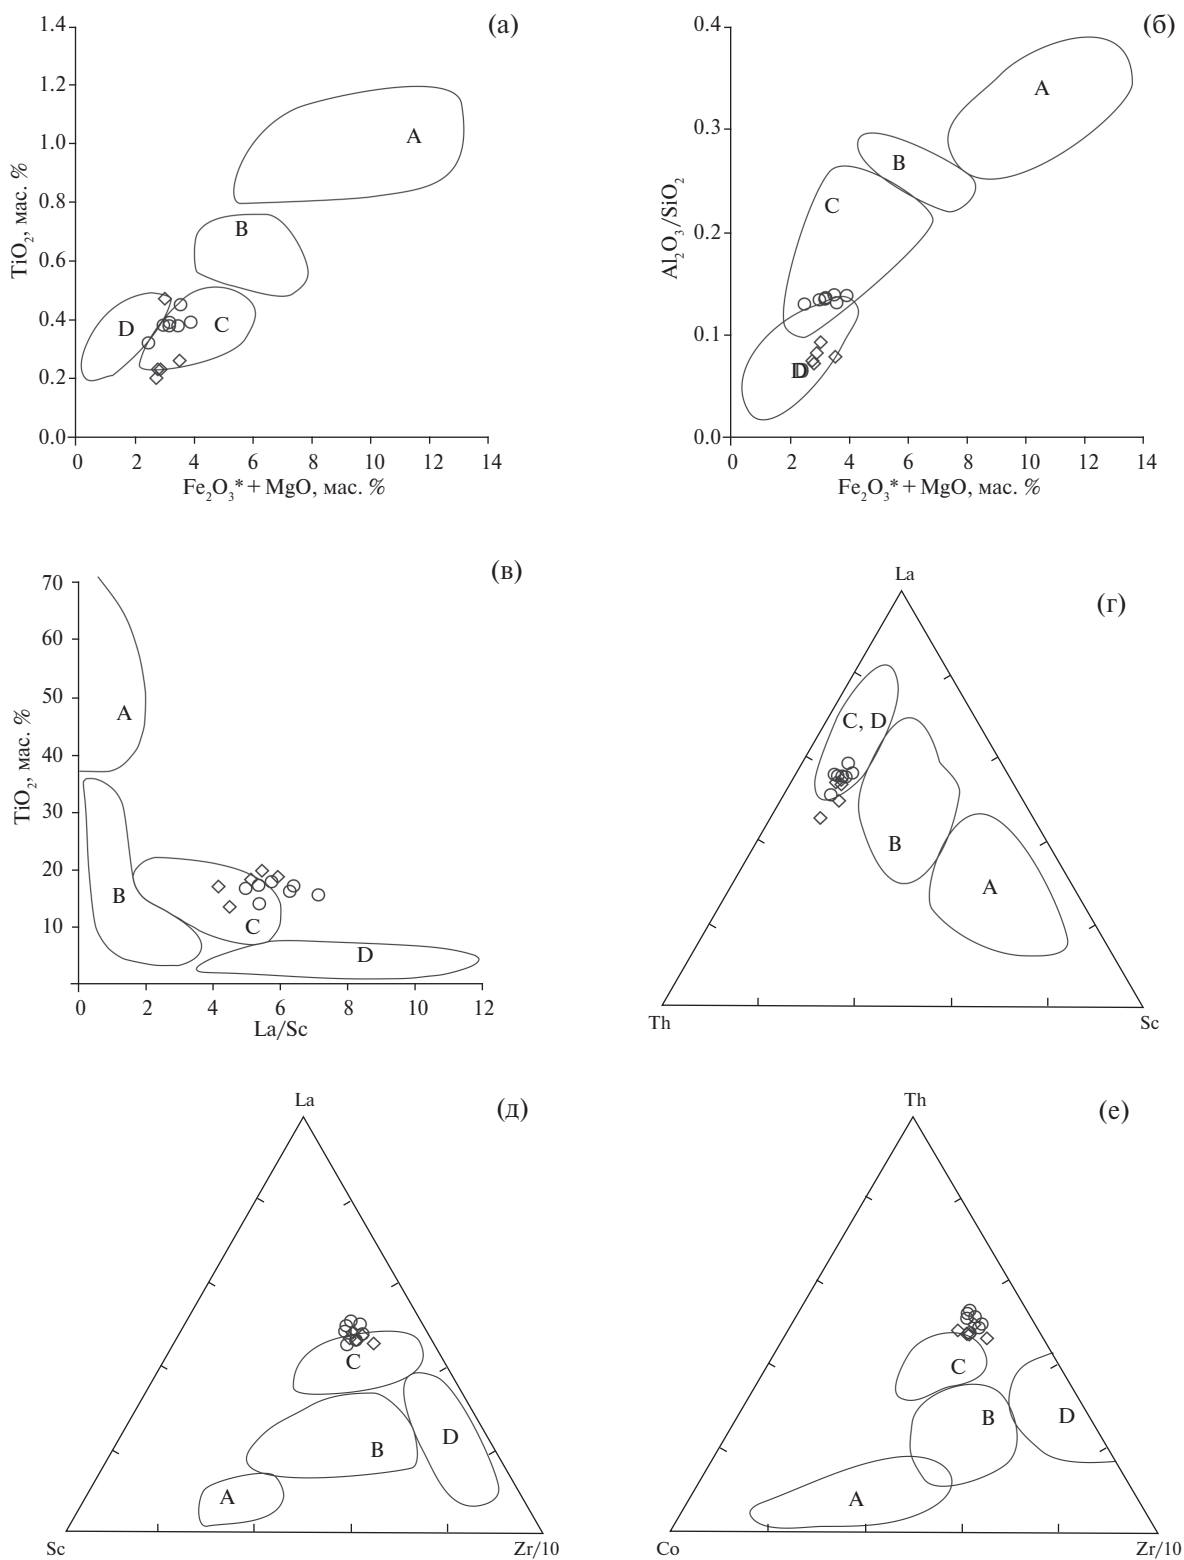 (а)
1.4
1.2
1.0
0.8
0.6
0.4
0.2
0.0
TiO₂, мас. %
A
B
C
D
0 2 4 6 8 10 12 14
Fe₂O₃* + MgO, мас. %
(б)
0.4
0.3
0.2
0.1
0.0
Al₂O₃/SiO₂
A
B
C
D
0 2 4 6 8 10 12 14
Fe₂O₃* + MgO, мас. %
(в)
70
60
50
40
30
20
10
TiO₂, мас. %
A
B
C
D
0 2 4 6 8 10 12
La/Sc
(г)
La
C, D
B
A
Th Sc
(д)
La
C
B
D
A
Sc Zr/10
(е)
Th
C
B
D
A
Co Zr/10